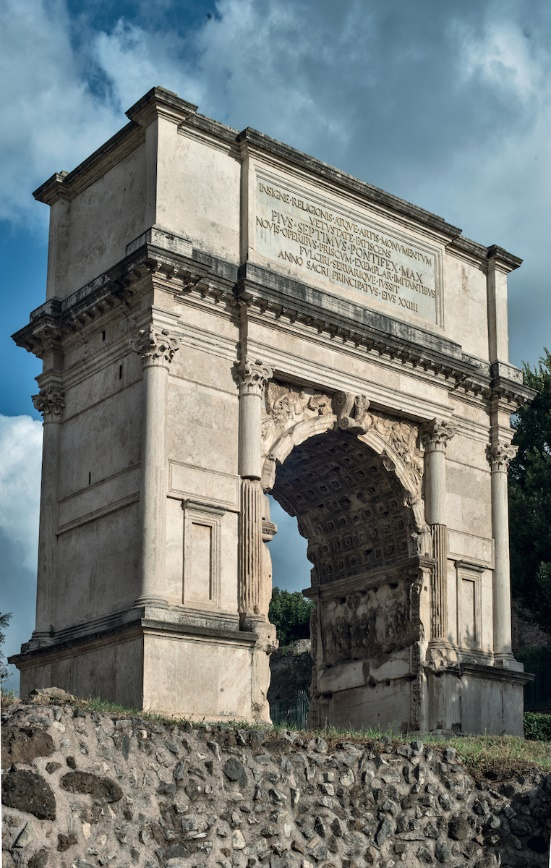 INSIGNE·RELIGIONIS·ATQVE·ARTIS·MONVMENTVM
VETVSTATE·FATISCENS
PIVS·SEPTIMVS·PONTIFEX·MAX
NOVIS·OPERIBVS·PRISCVM·EXEMPLAR·IMITANTIBVS
FVLCIRI·SERVARIQVE·IVSSIT
ANNO·SACRI·PRINCIPATVS·EIVS·XXIIII